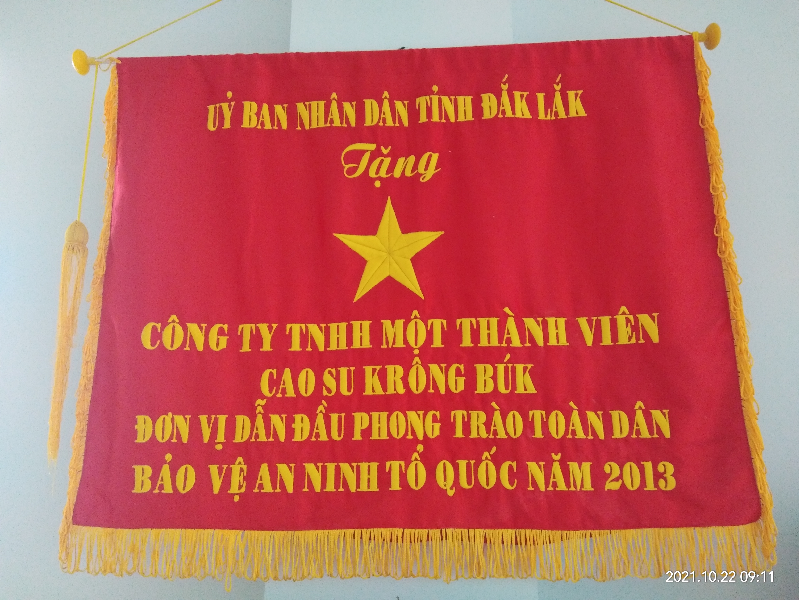 UỶ BAN NHÂN DÂN TỈNH ĐẮK LẮK
Tặng
CÔNG TY TNHH MỘT THÀNH VIÊN
CAO SU KRÔNG BÚK
ĐƠN VỊ DẪN ĐẦU PHONG TRÀO TOÀN DÂN
BẢO VỆ AN NINH TỔ QUỐC NĂM 2013
2021.10.22 09:11